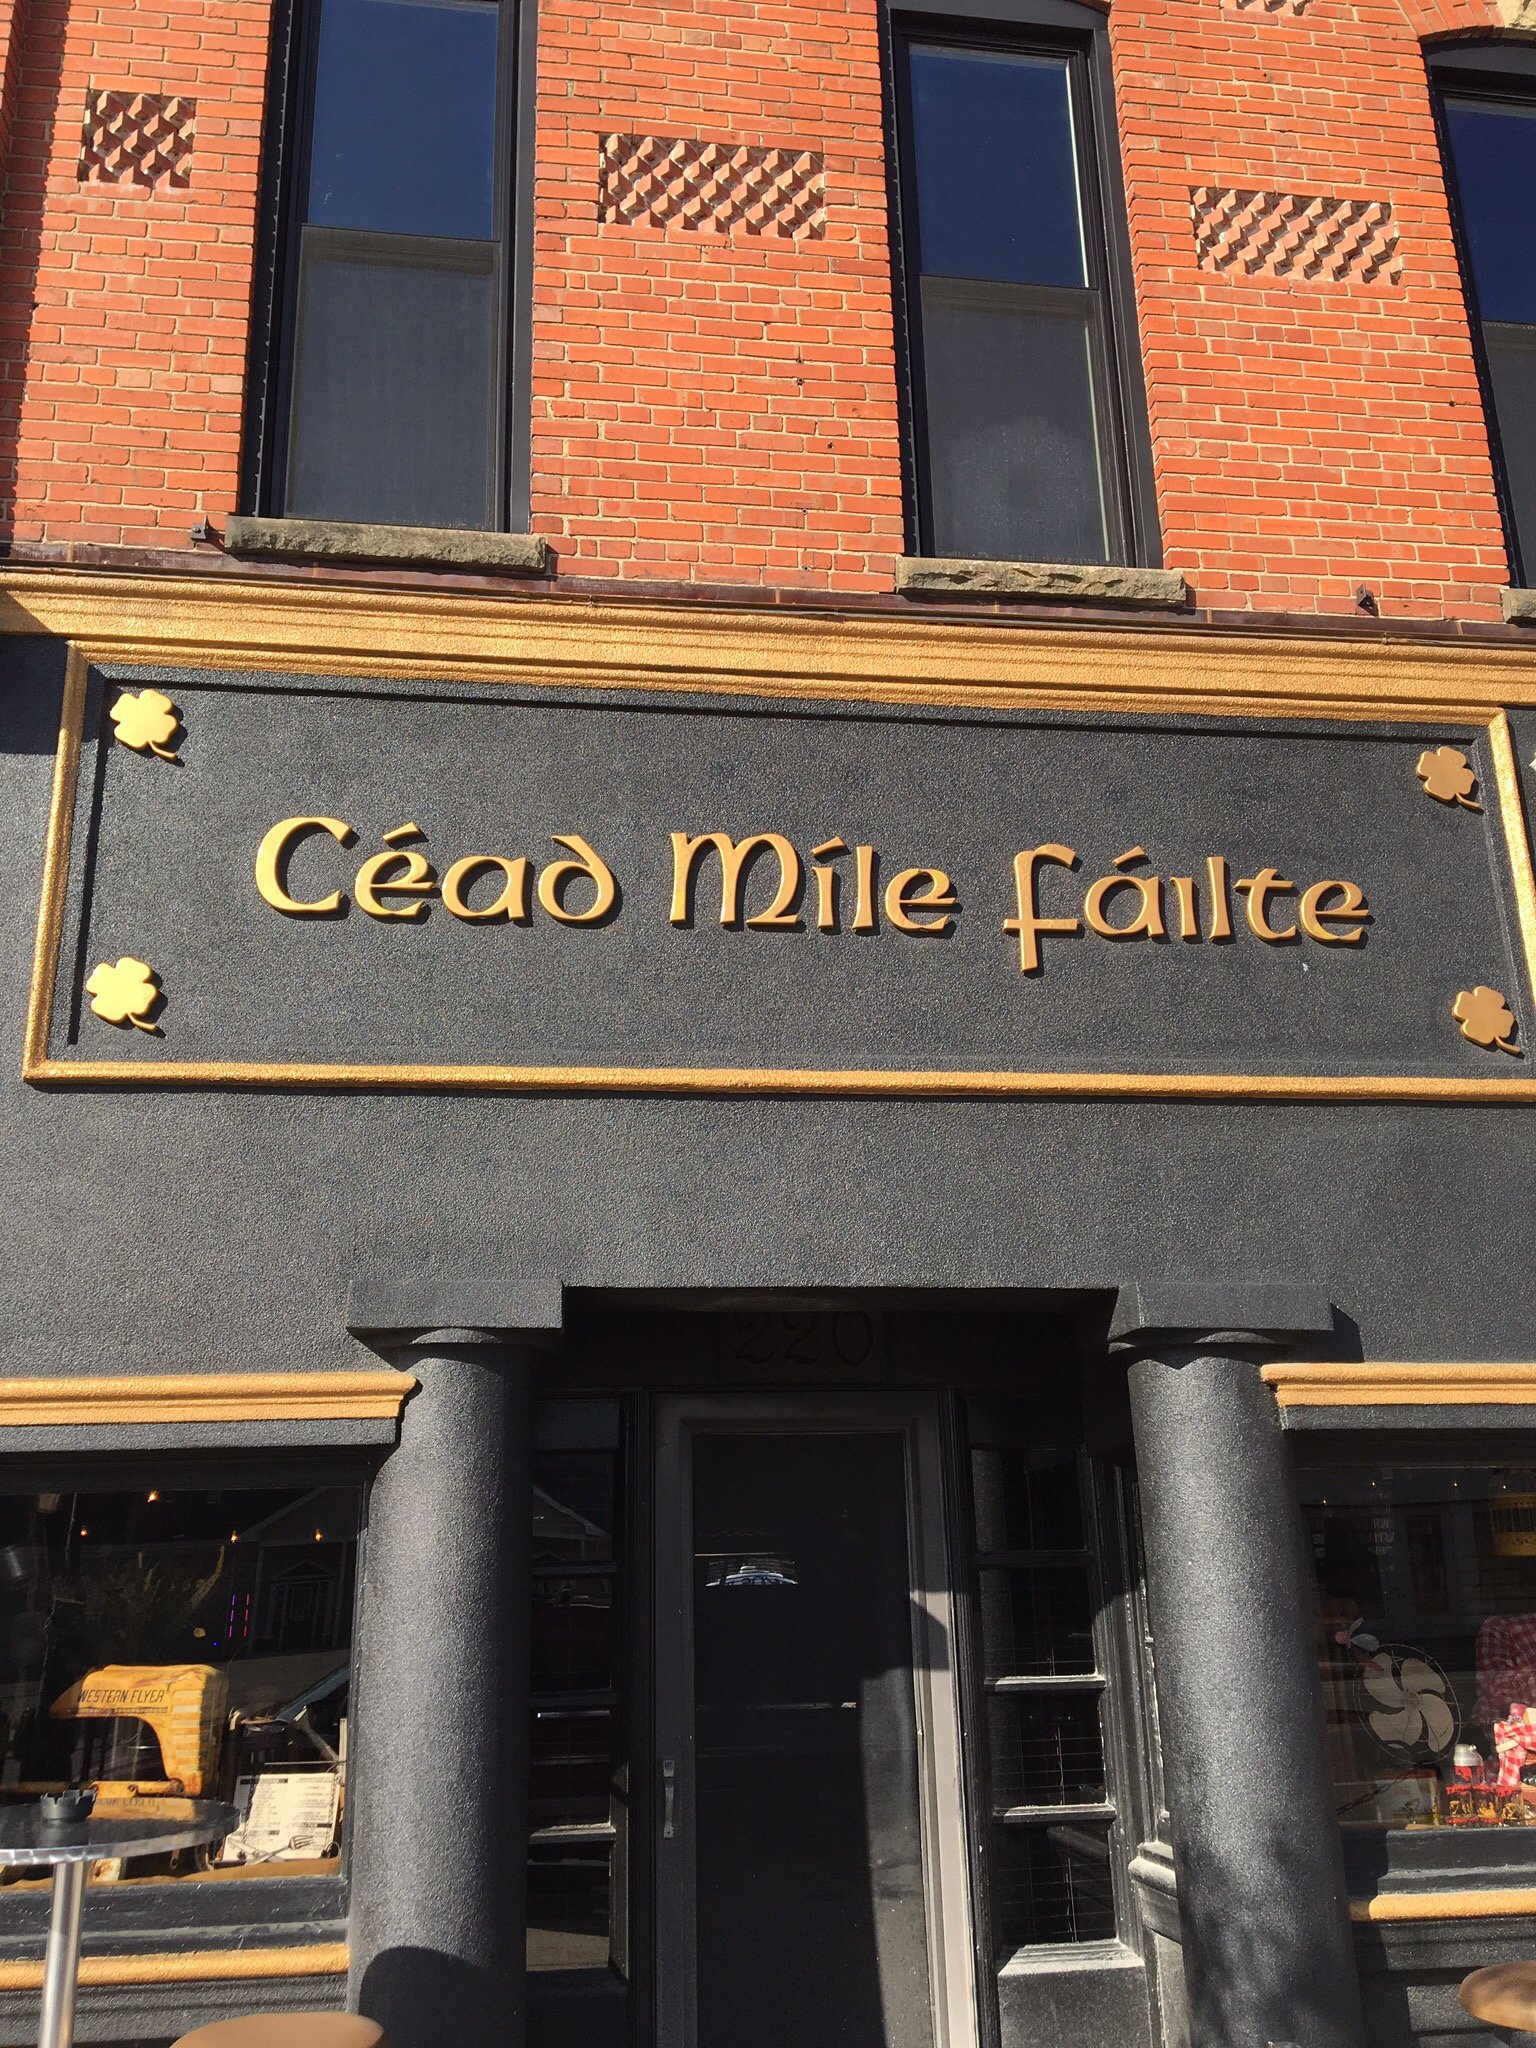 Céad Míle Fáilte
220
WESTERN FLYER